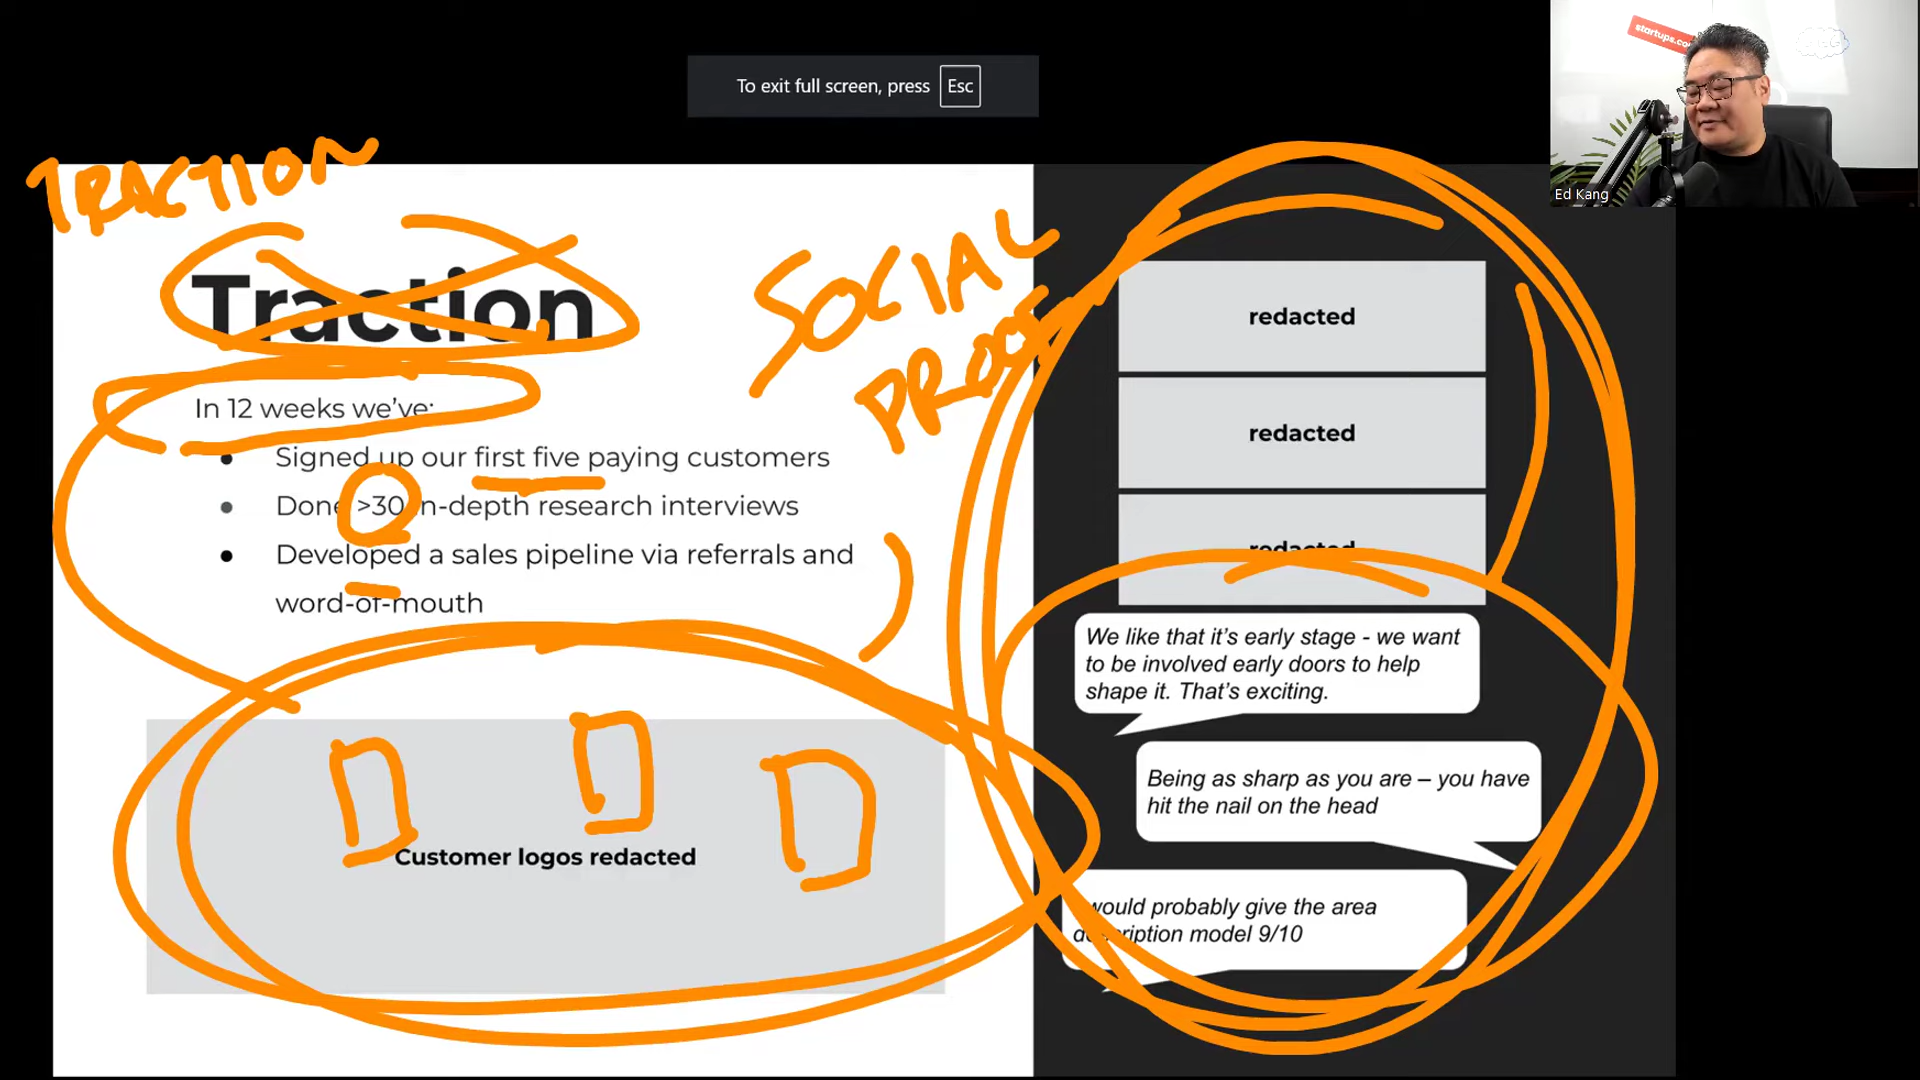 To exit full screen, press Esc
startups.co
Ed Kang
TRACTION
Traction
SOCIAL
PROOF
In 12 weeks we've:
• Signed up our first five paying customers
• Done >30 in-depth research interviews
• Developed a sales pipeline via referrals and
word-of-mouth
Customer logos redacted
redacted
redacted
redacted
We like that it's early stage - we want
to be involved early doors to help
shape it. That's exciting.
Being as sharp as you are – you have
hit the nail on the head
would probably give the area
description model 9/10